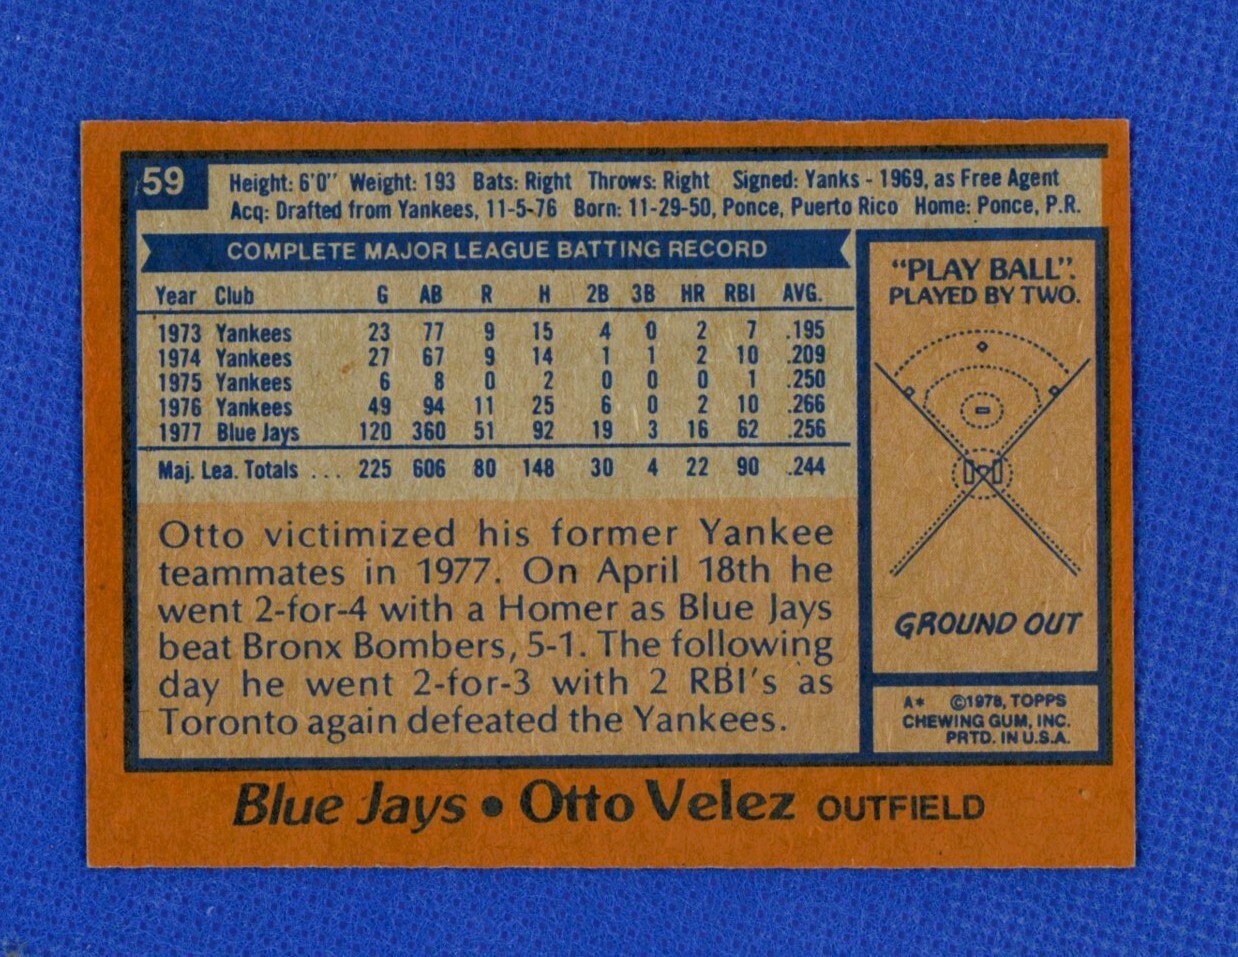 59
Height: 6'0" Weight: 193 Bats: Right Throws: Right Signed: Yanks - 1969, as Free Agent
Acq: Drafted from Yankees, 11-5-76 Born: 11-29-50, Ponce, Puerto Rico Home: Ponce, P.R.
COMPLETE MAJOR LEAGUE BATTING RECORD
Year Club G AB R H 2B 3B HR RBI AVG.
1973 Yankees 23 77 9 15 4 0 2 7 .195
1974 Yankees 27 67 9 14 1 1 2 10 .209
1975 Yankees 6 8 0 2 0 0 0 1 .250
1976 Yankees 49 94 11 25 6 0 2 10 .266
1977 Blue Jays 120 360 51 92 19 3 16 62 .256
Maj. Lea. Totals ... 225 606 80 148 30 4 22 90 .244
Otto victimized his former Yankee
teammates in 1977. On April 18th he
went 2-for-4 with a Homer as Blue Jays
beat Bronx Bombers, 5-1. The following
day he went 2-for-3 with 2 RBI's as
Toronto again defeated the Yankees.
"PLAY BALL".
PLAYED BY TWO.
GROUND OUT
A* ©1978, TOPPS
CHEWING GUM, INC.
PRTD. IN U.S.A.
Blue Jays • Otto Velez OUTFIELD